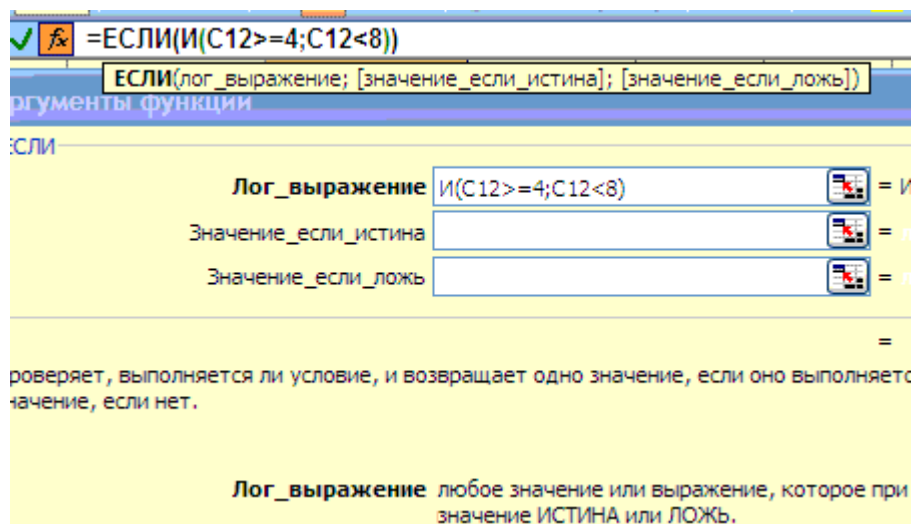 =ЕСЛИ(И(C12>=4;C12<8))
ЕСЛИ(лог_выражение; [значение_если_истина]; [значение_если_ложь])
ргументы функции
ЕСЛИ
Лог_выражение И(C12>=4;C12<8) = И
Значение_если_истина =
Значение_если_ложь =
=
роверяет, выполняется ли условие, и возвращает одно значение, если оно выполняетс
начение, если нет.
Лог_выражение любое значение или выражение, которое при
значение ИСТИНА или ЛОЖЬ.